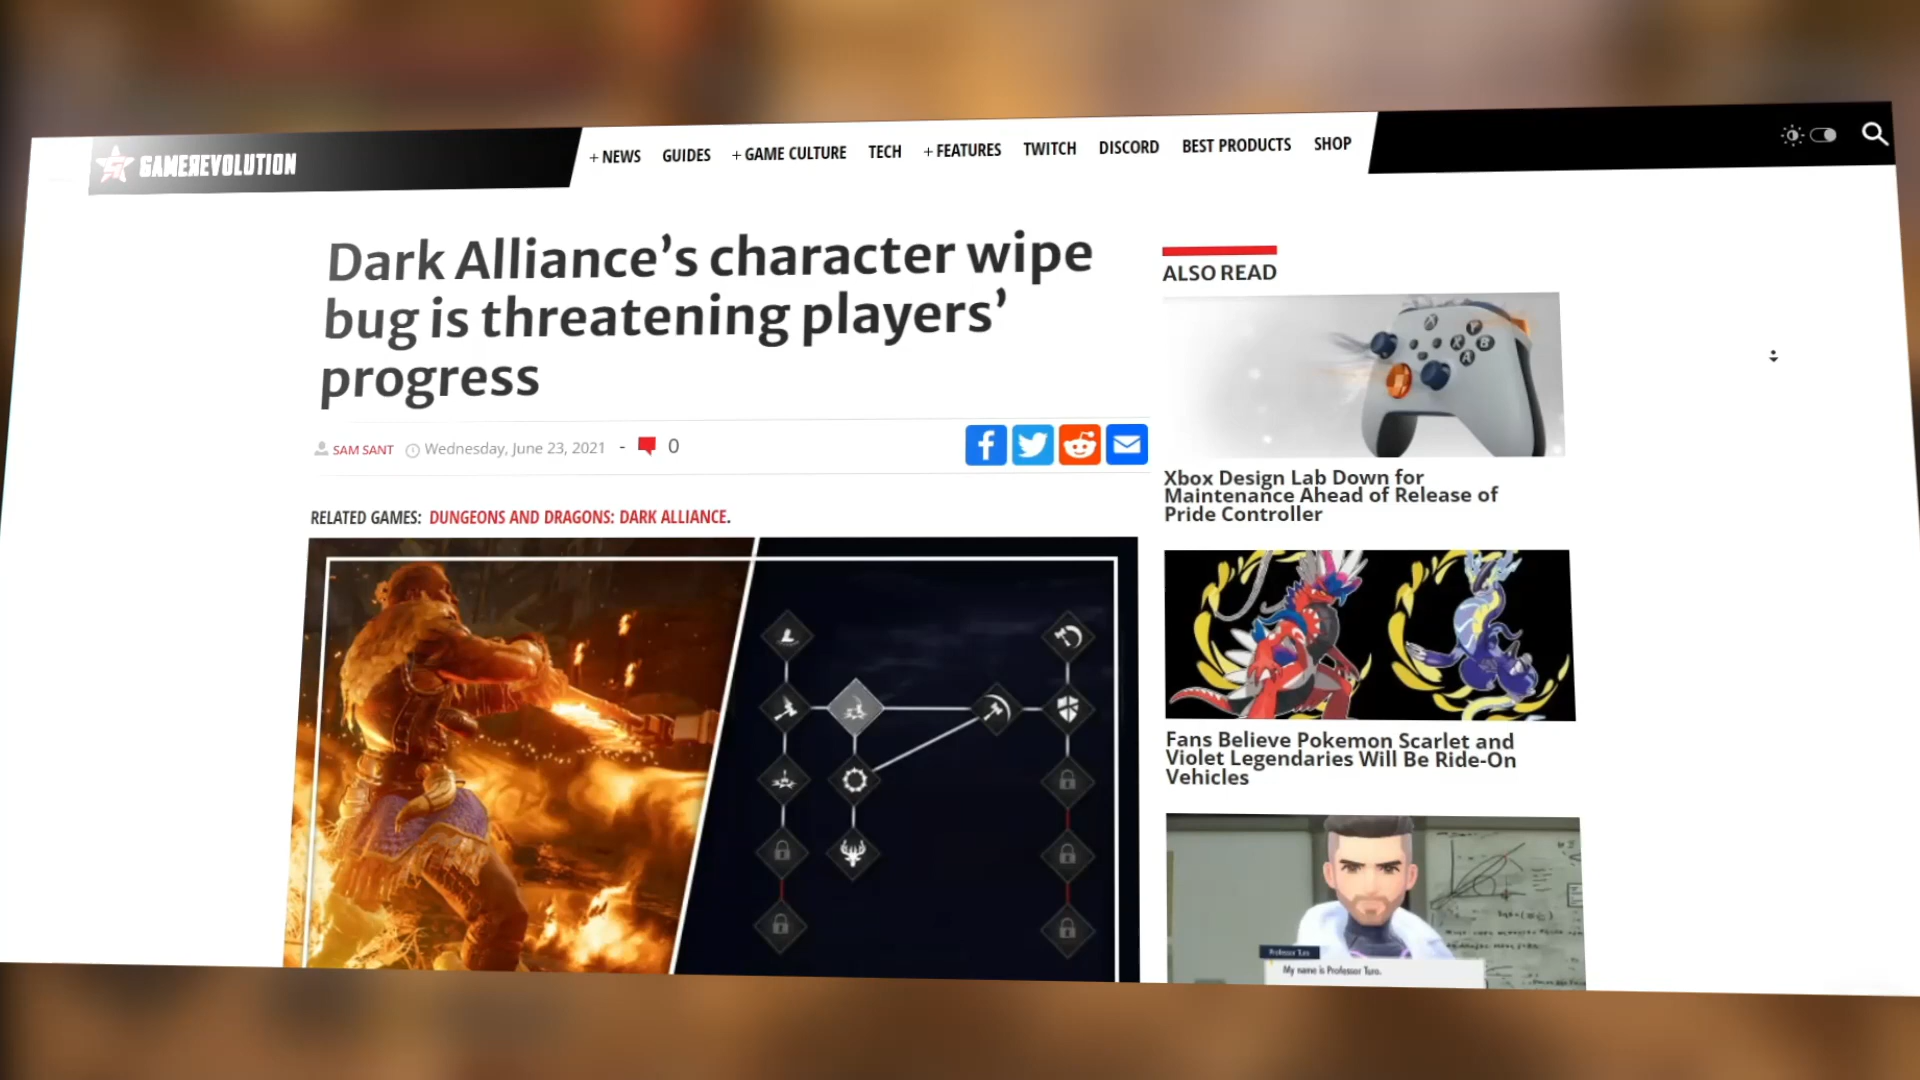 GAMEREVOLUTION
+ NEWS GUIDES + GAME CULTURE TECH + FEATURES TWITCH DISCORD BEST PRODUCTS SHOP
Dark Alliance’s character wipe
bug is threatening players’
progress
SAM SANT Wednesday, June 23, 2021 - 0
RELATED GAMES: DUNGEONS AND DRAGONS: DARK ALLIANCE.
ALSO READ
X Y X B A
Xbox Design Lab Down for
Maintenance Ahead of Release of
Pride Controller
Fans Believe Pokemon Scarlet and
Violet Legendaries Will Be Ride-On
Vehicles
Professor Turo
My name is Professor Turo.